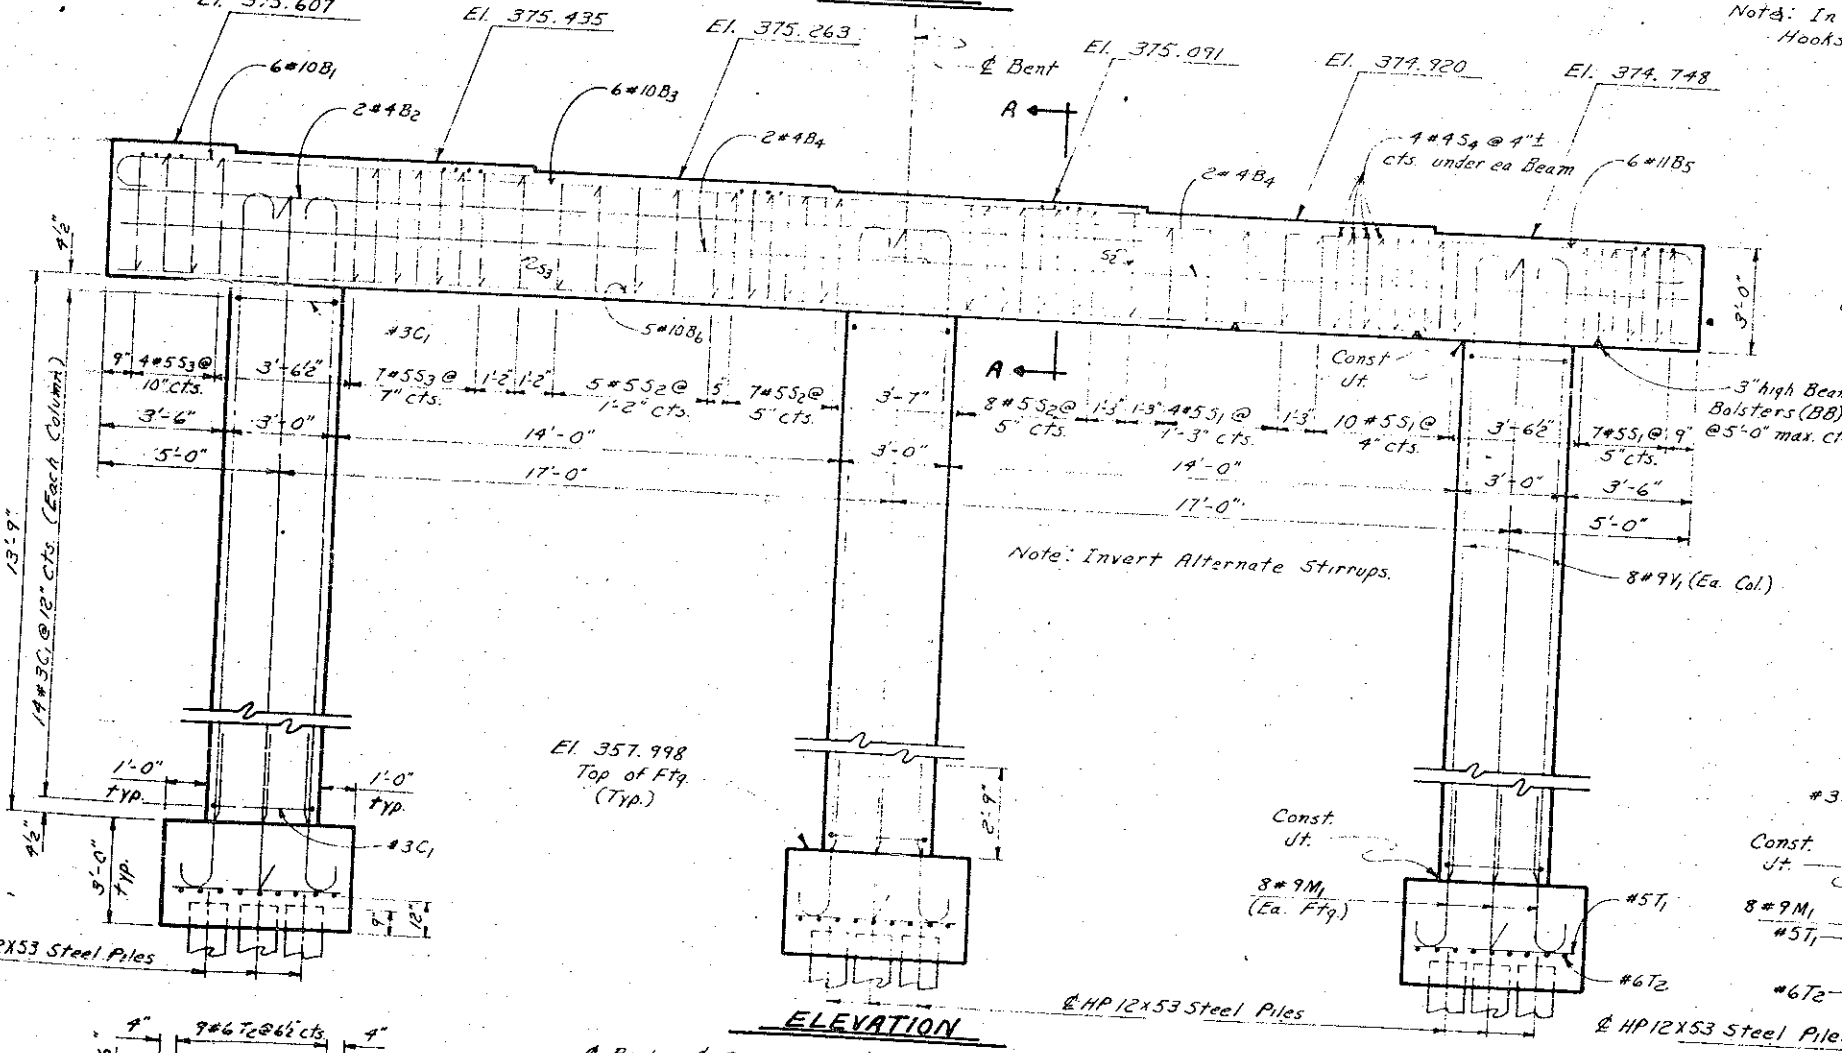 El. 375.607
El. 375.435
El. 375.263
℄ Bent
El. 375.091
El. 374.920
El. 374.748
Note: In
Hooks
6#10B1
2#4B2
6#10B3
2#4B4
A
2#4B4
4#4S4 @ 4"±
cts. under ea Beam
6#11B5
4½"
S3
S2
5#10B6
3'-0"
#3C1
Const
Jt.
3" high Beam
Bolsters (BB)
@ 5'-0" max. ct
A
9"
4#5S3 @
10" cts.
3'-6½"
7#5S3 @
7" cts.
1'-2"
1'-2"
5#5S2 @
1'-2" cts.
5"
7#5S2 @
5" cts.
3'-7"
8#5S2 @
5" cts.
1'-3"
1'-3"
4#5S1 @
1'-3" cts.
1'-3"
10#5S1 @
4" cts.
3'-6½"
7#5S1 @
5" cts.
9"
3'-6"
3'-0"
14'-0"
3'-0"
14'-0"
3'-0"
3'-6"
5'-0"
17'-0"
17'-0"
5'-0"
13'-9"
14#3C1 @ 12" cts. (Each Column)
Note: Invert Alternate Stirrups.
8#9V1 (Ea. Col.)
1'-0"
typ.
1'-0"
typ.
El. 357.998
Top of Ftg.
(Typ.)
2'-9"
#3C1
4½"
3'-0"
typ.
9"
12"
Const.
Jt.
8#9M1
(Ea. Ftg.)
#5T1
#6T2
#3
Const.
Jt.
8#9M1
#5T1
#6T2
2X53 Steel Piles
℄ HP 12X53 Steel Piles
℄ HP 12X53 Steel Piles
ELEVATION
4"
9#6T2@6½ cts.
4"